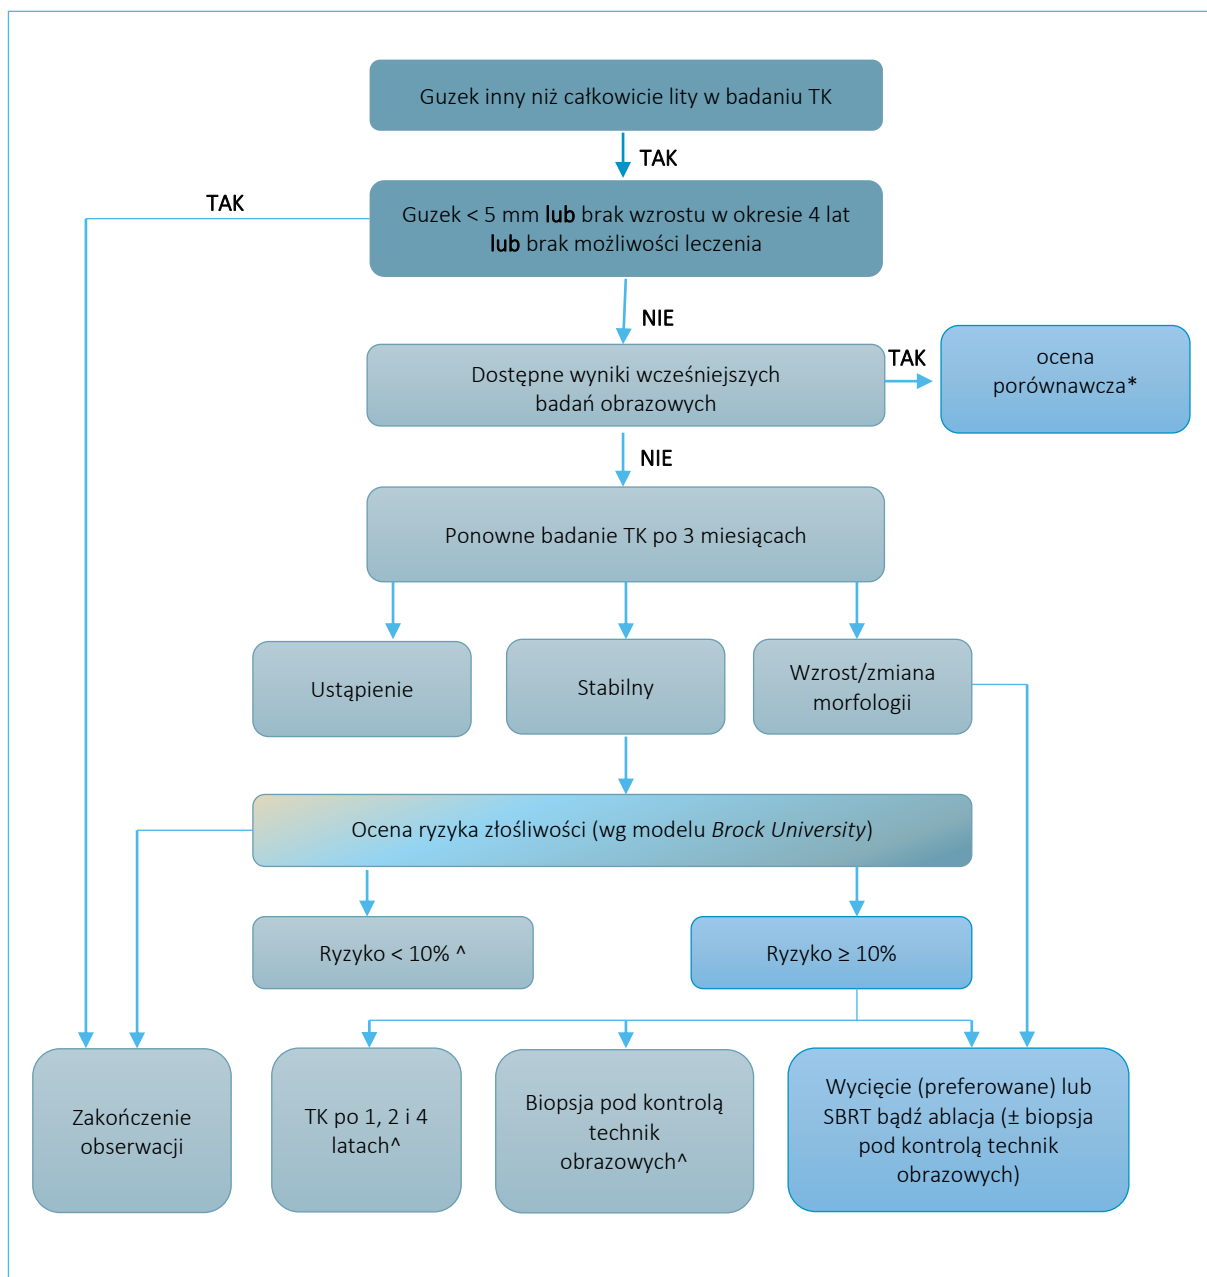 Guzek inny niż całkowicie lity w badaniu TK
TAK
TAK
Guzek < 5 mm lub brak wzrostu w okresie 4 lat
lub brak możliwości leczenia
NIE
Dostępne wyniki wcześniejszych
badań obrazowych
TAK
ocena
porównawcza*
NIE
Ponowne badanie TK po 3 miesiącach
Ustąpienie
Stabilny
Wzrost/zmiana
morfologii
Ocena ryzyka złośliwości (wg modelu Brock University)
Ryzyko < 10% ^
Ryzyko ≥ 10%
Zakończenie
obserwacji
TK po 1, 2 i 4
latach^
Biopsja pod kontrolą
technik
obrazowych^
Wycięcie (preferowane) lub
SBRT bądź ablacja (± biopsja
pod kontrolą technik
obrazowych)